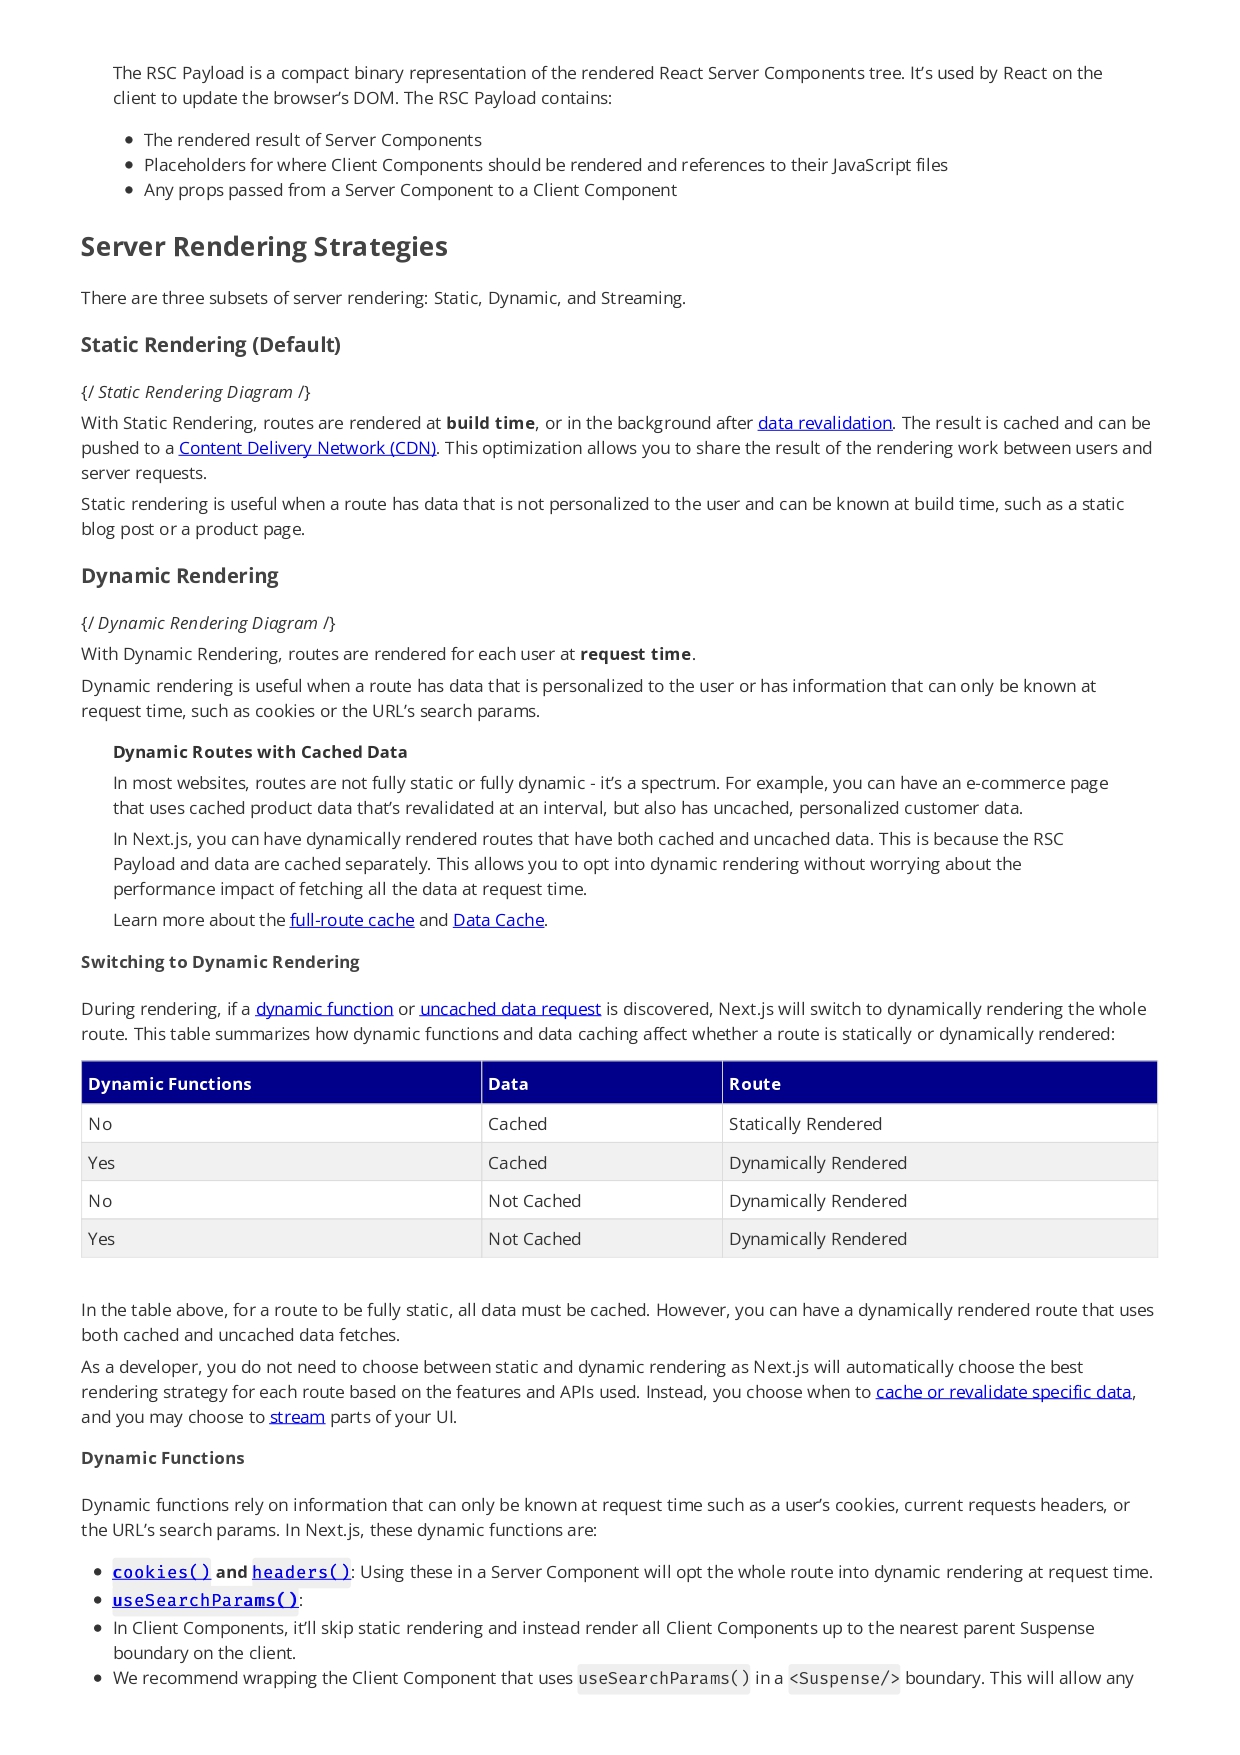 The RSC Payload is a compact binary representation of the rendered React Server Components tree. It’s used by React on the
client to update the browser’s DOM. The RSC Payload contains:
• The rendered result of Server Components
• Placeholders for where Client Components should be rendered and references to their JavaScript files
• Any props passed from a Server Component to a Client Component
Server Rendering Strategies
There are three subsets of server rendering: Static, Dynamic, and Streaming.
Static Rendering (Default)
{/ Static Rendering Diagram /}
With Static Rendering, routes are rendered at build time, or in the background after data revalidation. The result is cached and can be
pushed to a Content Delivery Network (CDN). This optimization allows you to share the result of the rendering work between users and
server requests.
Static rendering is useful when a route has data that is not personalized to the user and can be known at build time, such as a static
blog post or a product page.
Dynamic Rendering
{/ Dynamic Rendering Diagram /}
With Dynamic Rendering, routes are rendered for each user at request time.
Dynamic rendering is useful when a route has data that is personalized to the user or has information that can only be known at
request time, such as cookies or the URL’s search params.
Dynamic Routes with Cached Data
In most websites, routes are not fully static or fully dynamic - it’s a spectrum. For example, you can have an e-commerce page
that uses cached product data that’s revalidated at an interval, but also has uncached, personalized customer data.
In Next.js, you can have dynamically rendered routes that have both cached and uncached data. This is because the RSC
Payload and data are cached separately. This allows you to opt into dynamic rendering without worrying about the
performance impact of fetching all the data at request time.
Learn more about the full-route cache and Data Cache.
Switching to Dynamic Rendering
During rendering, if a dynamic function or uncached data request is discovered, Next.js will switch to dynamically rendering the whole
route. This table summarizes how dynamic functions and data caching affect whether a route is statically or dynamically rendered:
Dynamic Functions Data Route
No Cached Statically Rendered
Yes Cached Dynamically Rendered
No Not Cached Dynamically Rendered
Yes Not Cached Dynamically Rendered
In the table above, for a route to be fully static, all data must be cached. However, you can have a dynamically rendered route that uses
both cached and uncached data fetches.
As a developer, you do not need to choose between static and dynamic rendering as Next.js will automatically choose the best
rendering strategy for each route based on the features and APIs used. Instead, you choose when to cache or revalidate specific data,
and you may choose to stream parts of your UI.
Dynamic Functions
Dynamic functions rely on information that can only be known at request time such as a user’s cookies, current requests headers, or
the URL’s search params. In Next.js, these dynamic functions are:
• cookies() and headers(): Using these in a Server Component will opt the whole route into dynamic rendering at request time.
• useSearchParams():
• In Client Components, it’ll skip static rendering and instead render all Client Components up to the nearest parent Suspense
boundary on the client.
• We recommend wrapping the Client Component that uses useSearchParams() in a <Suspense/> boundary. This will allow any